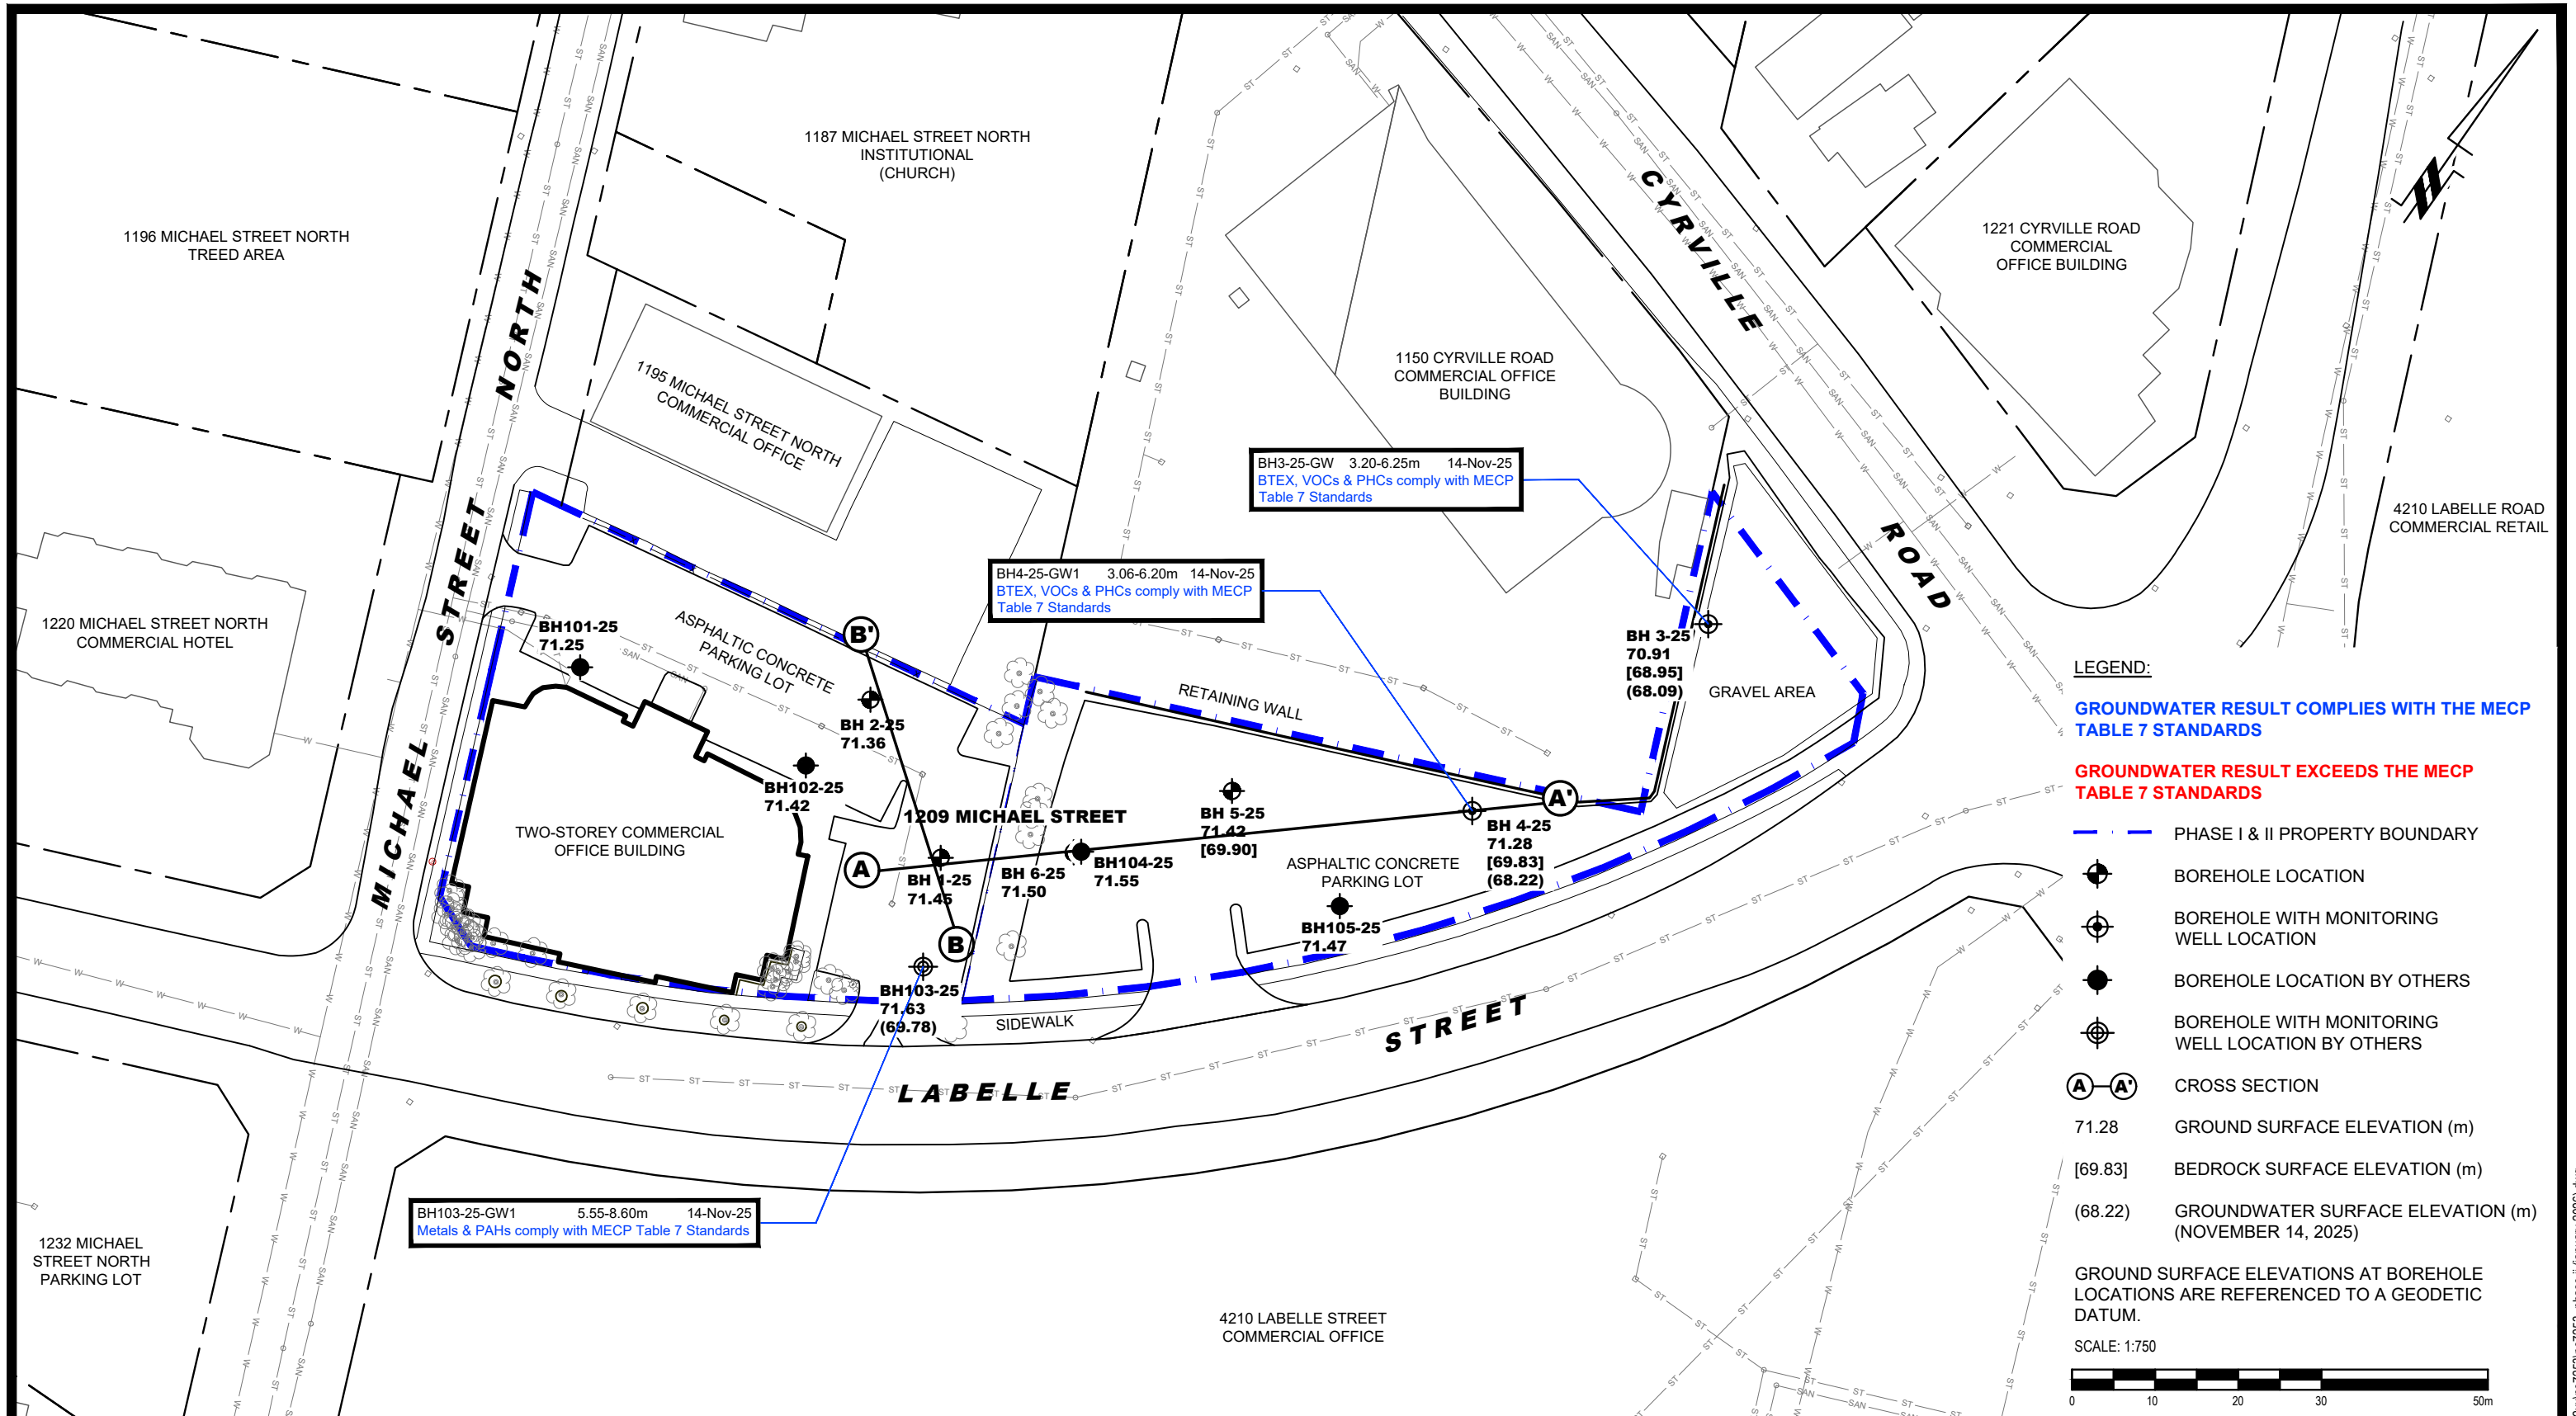 1187 MICHAEL STREET NORTH
INSTITUTIONAL
(CHURCH)
1196 MICHAEL STREET NORTH
TREED AREA
1221 CYRVILLE ROAD
COMMERCIAL
OFFICE BUILDING
CYRVILLE
ROAD
MICHAEL
STREET
NORTH
1195 MICHAEL STREET NORTH
COMMERCIAL OFFICE
1150 CYRVILLE ROAD
COMMERCIAL OFFICE
BUILDING
4210 LABELLE ROAD
COMMERCIAL RETAIL
BH3-25-GW 3.20-6.25m 14-Nov-25
BTEX, VOCs & PHCs comply with MECP
Table 7 Standards
BH4-25-GW1 3.06-6.20m 14-Nov-25
BTEX, VOCs & PHCs comply with MECP
Table 7 Standards
1220 MICHAEL STREET NORTH
COMMERCIAL HOTEL
BH101-25
71.25
ASPHALTIC CONCRETE
PARKING LOT
B'
BH 2-25
71.36
BH102-25
71.42
RETAINING WALL
BH 3-25
70.91
[68.95]
(68.09)
GRAVEL AREA
TWO-STOREY COMMERCIAL
OFFICE BUILDING
1209 MICHAEL STREET
A
A'
BH 1-25
71.45
BH 6-25
71.50
BH104-25
71.55
BH 5-25
71.42
[69.90]
BH 4-25
71.28
[69.83]
(68.22)
ASPHALTIC CONCRETE
PARKING LOT
BH105-25
71.47
B
BH103-25
71.63
(69.78)
SIDEWALK
LABELLE
STREET
BH103-25-GW1 5.55-8.60m 14-Nov-25
Metals & PAHs comply with MECP Table 7 Standards
1232 MICHAEL
STREET NORTH
PARKING LOT
4210 LABELLE STREET
COMMERCIAL OFFICE
LEGEND:
GROUNDWATER RESULT COMPLIES WITH THE MECP
TABLE 7 STANDARDS
GROUNDWATER RESULT EXCEEDS THE MECP
TABLE 7 STANDARDS
PHASE I & II PROPERTY BOUNDARY
BOREHOLE LOCATION
BOREHOLE WITH MONITORING
WELL LOCATION
BOREHOLE LOCATION BY OTHERS
BOREHOLE WITH MONITORING
WELL LOCATION BY OTHERS
A A' CROSS SECTION
71.28 GROUND SURFACE ELEVATION (m)
[69.83] BEDROCK SURFACE ELEVATION (m)
(68.22) GROUNDWATER SURFACE ELEVATION (m)
(NOVEMBER 14, 2025)
GROUND SURFACE ELEVATIONS AT BOREHOLE
LOCATIONS ARE REFERENCED TO A GEODETIC
DATUM.
SCALE: 1:750
0 10 20 30 50m